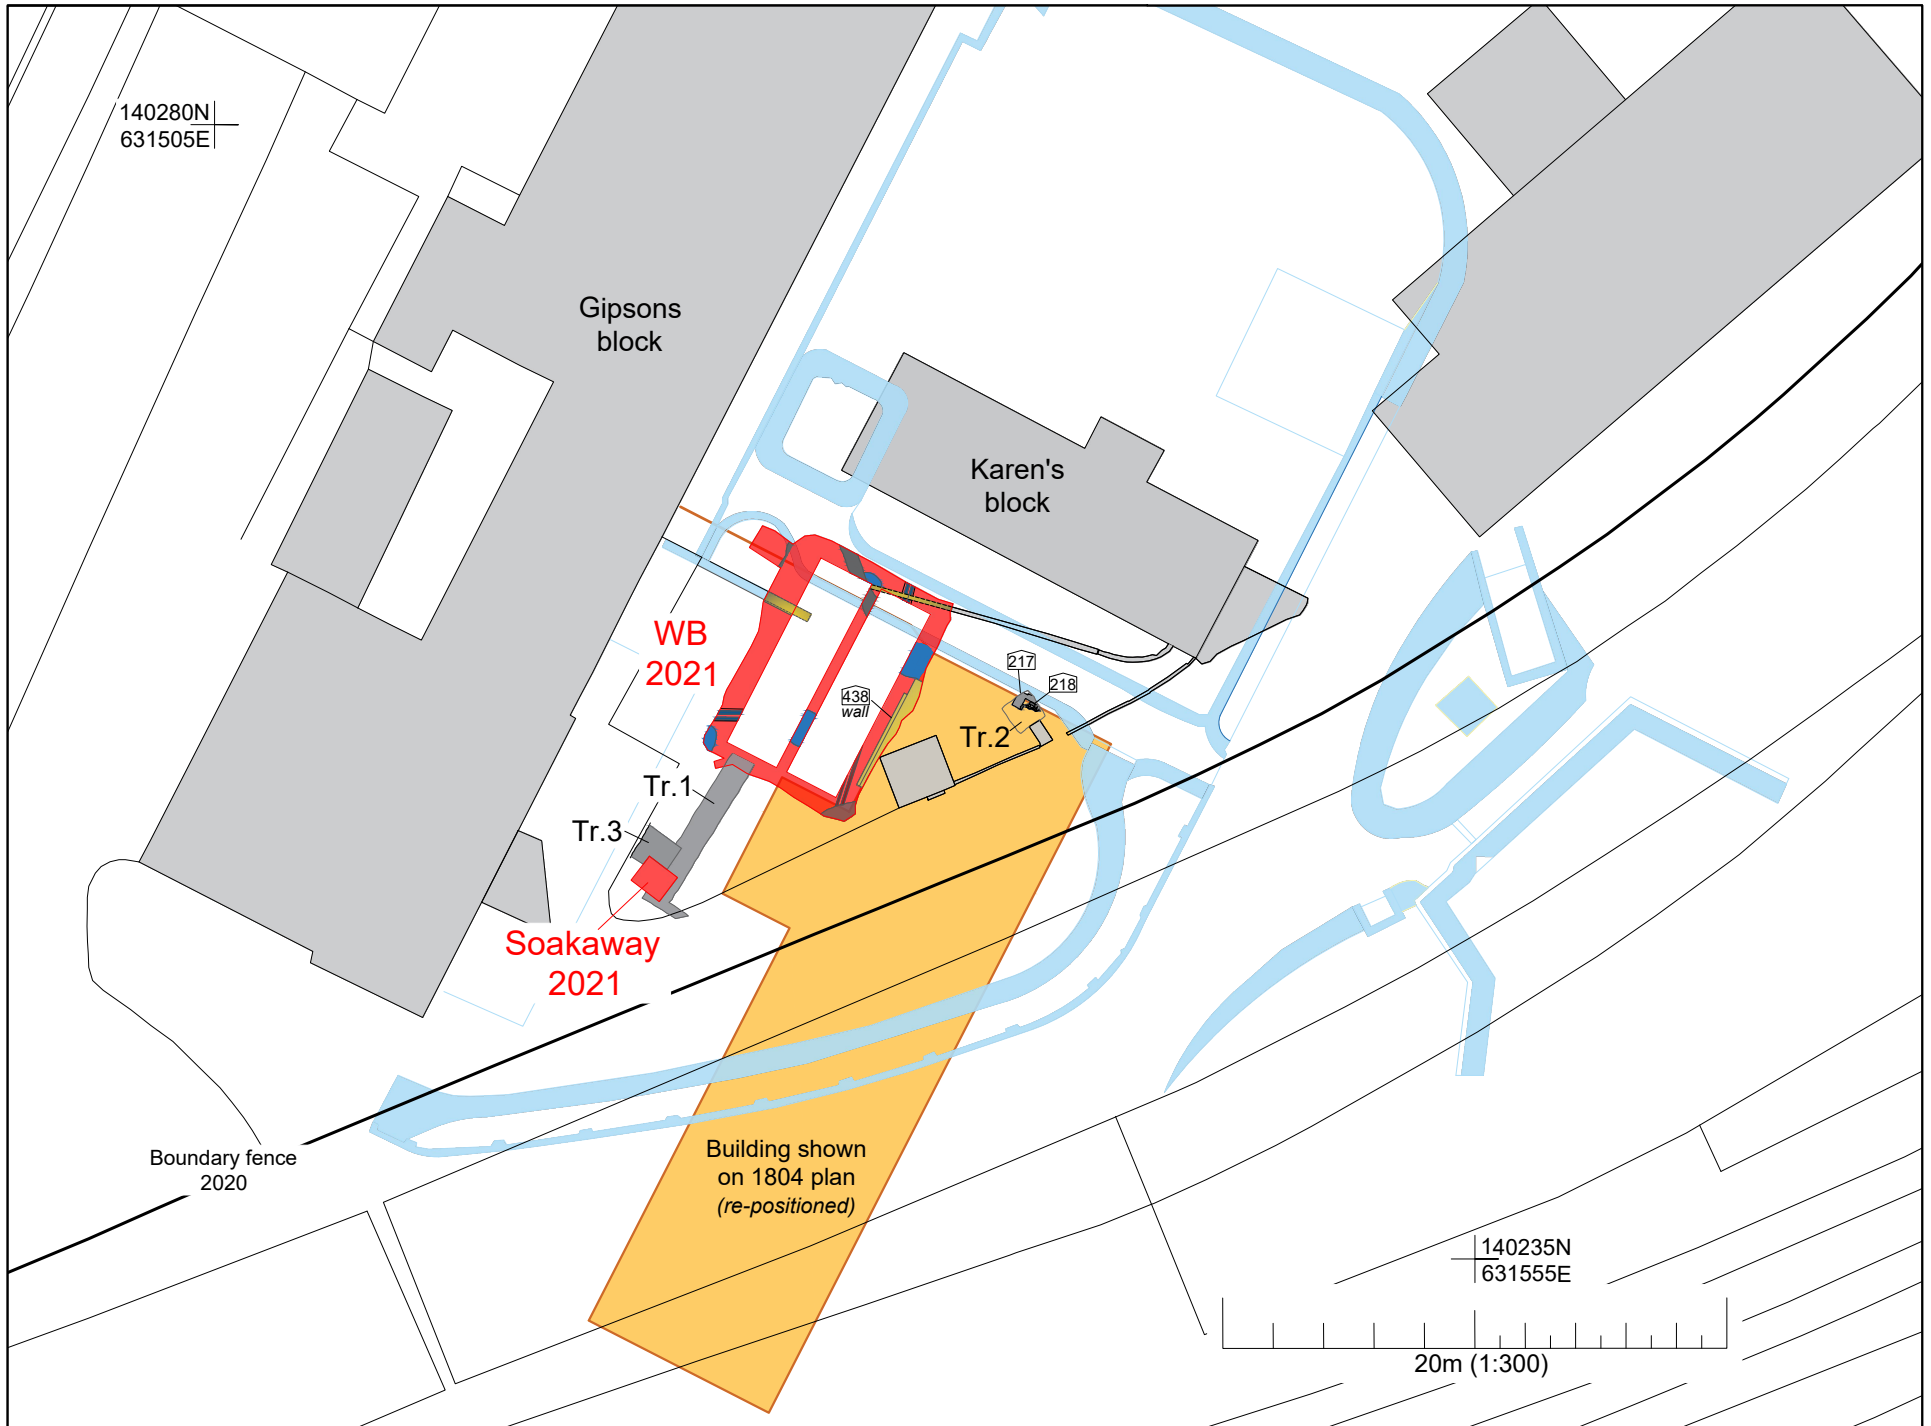 140280N
631505E
Gipsons
block
Karen's
block
WB
2021
217
218
438
wall
Tr.2
Tr.1
Tr.3
Soakaway
2021
Building shown
on 1804 plan
(re-positioned)
Boundary fence
2020
140235N
631555E
20m (1:300)